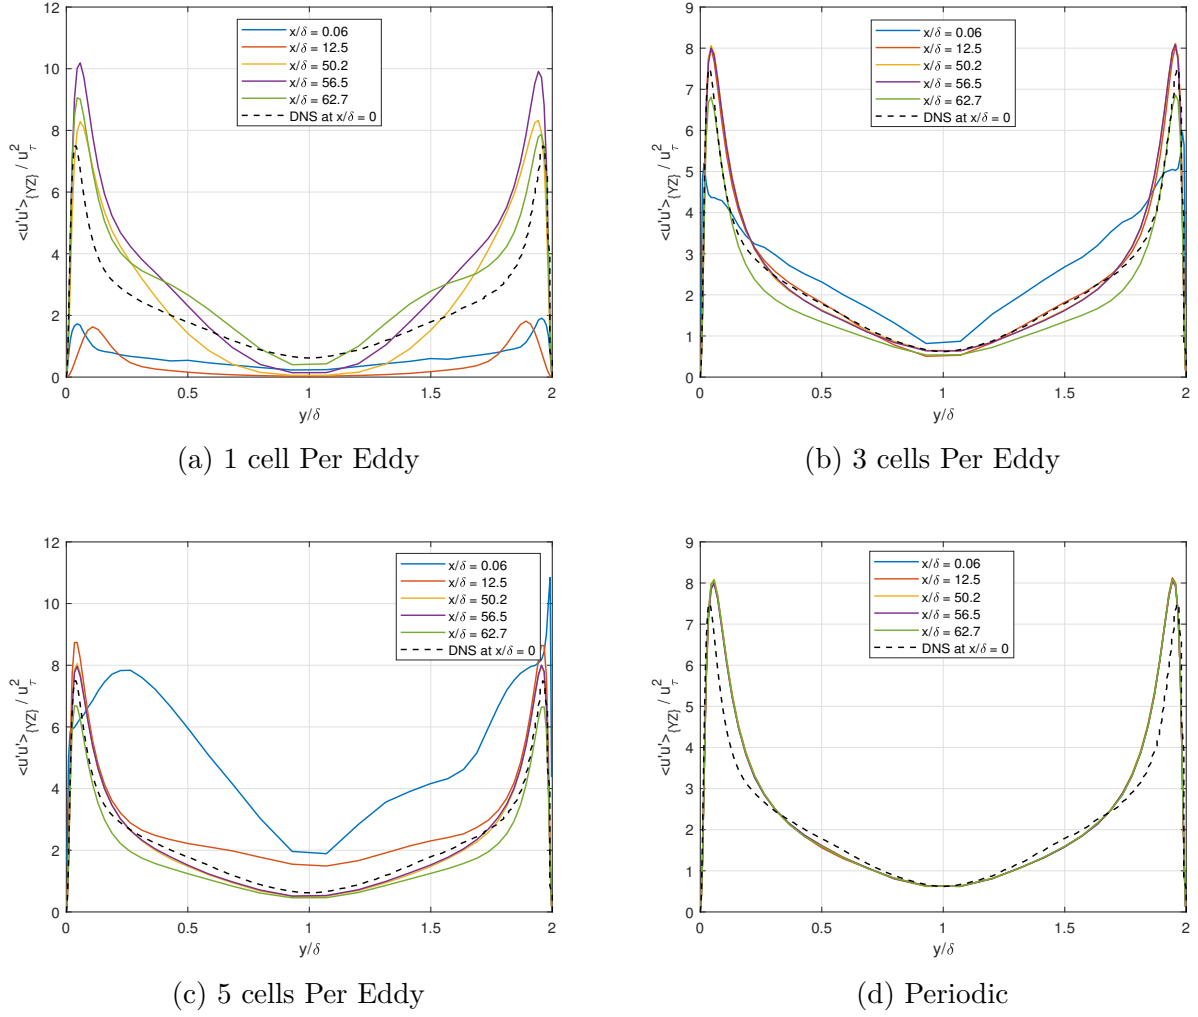 12
10
8
6
4
2
0
0
0.5
1
1.5
2
<u'u'>{YZ} / u²τ
y/δ
x/δ = 0.06
x/δ = 12.5
x/δ = 50.2
x/δ = 56.5
x/δ = 62.7
DNS at x/δ = 0
(a) 1 cell Per Eddy
9
8
7
6
5
4
3
2
1
0
0
0.5
1
1.5
2
<u'u'>{YZ} / u²τ
y/δ
x/δ = 0.06
x/δ = 12.5
x/δ = 50.2
x/δ = 56.5
x/δ = 62.7
DNS at x/δ = 0
(b) 3 cells Per Eddy
12
10
8
6
4
2
0
0
0.5
1
1.5
2
<u'u'>{YZ} / u²τ
y/δ
x/δ = 0.06
x/δ = 12.5
x/δ = 50.2
x/δ = 56.5
x/δ = 62.7
DNS at x/δ = 0
(c) 5 cells Per Eddy
9
8
7
6
5
4
3
2
1
0
0
0.5
1
1.5
2
<u'u'>{YZ} / u²τ
y/δ
x/δ = 0.06
x/δ = 12.5
x/δ = 50.2
x/δ = 56.5
x/δ = 62.7
DNS at x/δ = 0
(d) Periodic